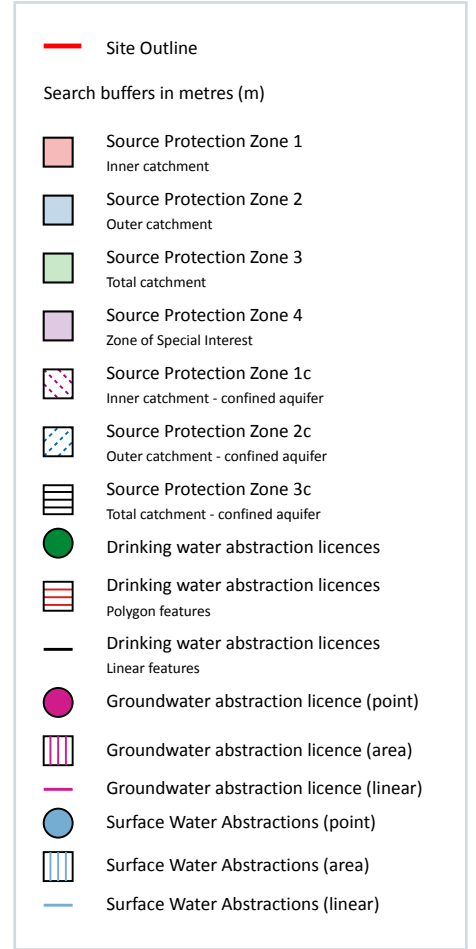 Site Outline
Search buffers in metres (m)
Source Protection Zone 1
Inner catchment
Source Protection Zone 2
Outer catchment
Source Protection Zone 3
Total catchment
Source Protection Zone 4
Zone of Special Interest
Source Protection Zone 1c
Inner catchment - confined aquifer
Source Protection Zone 2c
Outer catchment - confined aquifer
Source Protection Zone 3c
Total catchment - confined aquifer
Drinking water abstraction licences
Drinking water abstraction licences
Polygon features
Drinking water abstraction licences
Linear features
Groundwater abstraction licence (point)
Groundwater abstraction licence (area)
Groundwater abstraction licence (linear)
Surface Water Abstractions (point)
Surface Water Abstractions (area)
Surface Water Abstractions (linear)